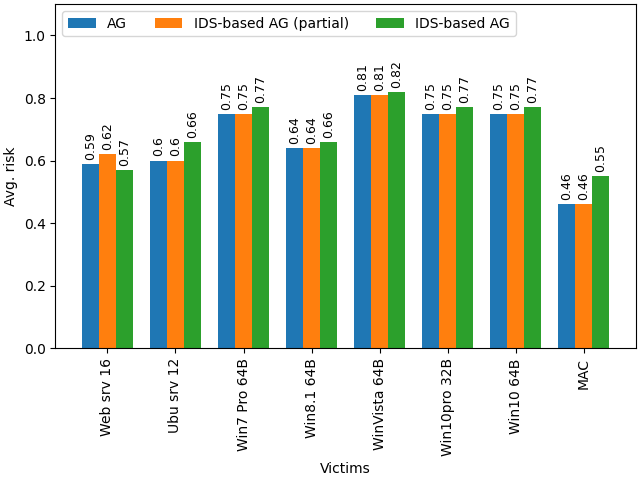 AG IDS-based AG (partial) IDS-based AG
1.0
0.8
0.6
0.4
0.2
0.0
Avg. risk
0.59 0.62 0.57
0.6 0.6 0.66
0.75 0.75 0.77
0.64 0.64 0.66
0.81 0.81 0.82
0.75 0.75 0.77
0.75 0.75 0.77
0.46 0.46 0.55
Web srv 16
Ubu srv 12
Win7 Pro 64B
Win8.1 64B
WinVista 64B
Win10pro 32B
Win10 64B
MAC
Victims